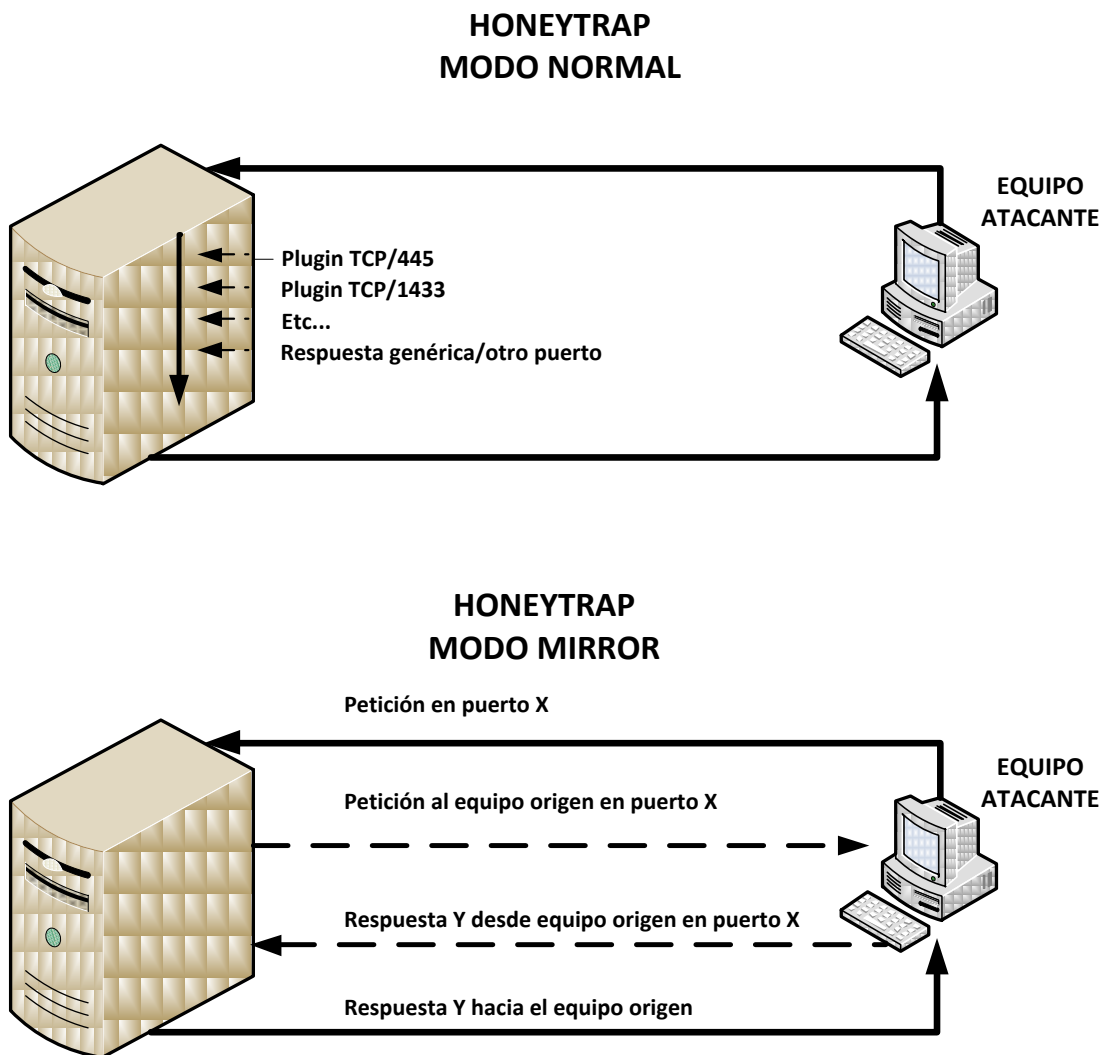 HONEYTRAP
MODO NORMAL
EQUIPO
ATACANTE
Plugin TCP/445
Plugin TCP/1433
Etc...
Respuesta genérica/otro puerto
HONEYTRAP
MODO MIRROR
Petición en puerto X
EQUIPO
ATACANTE
Petición al equipo origen en puerto X
Respuesta Y desde equipo origen en puerto X
Respuesta Y hacia el equipo origen